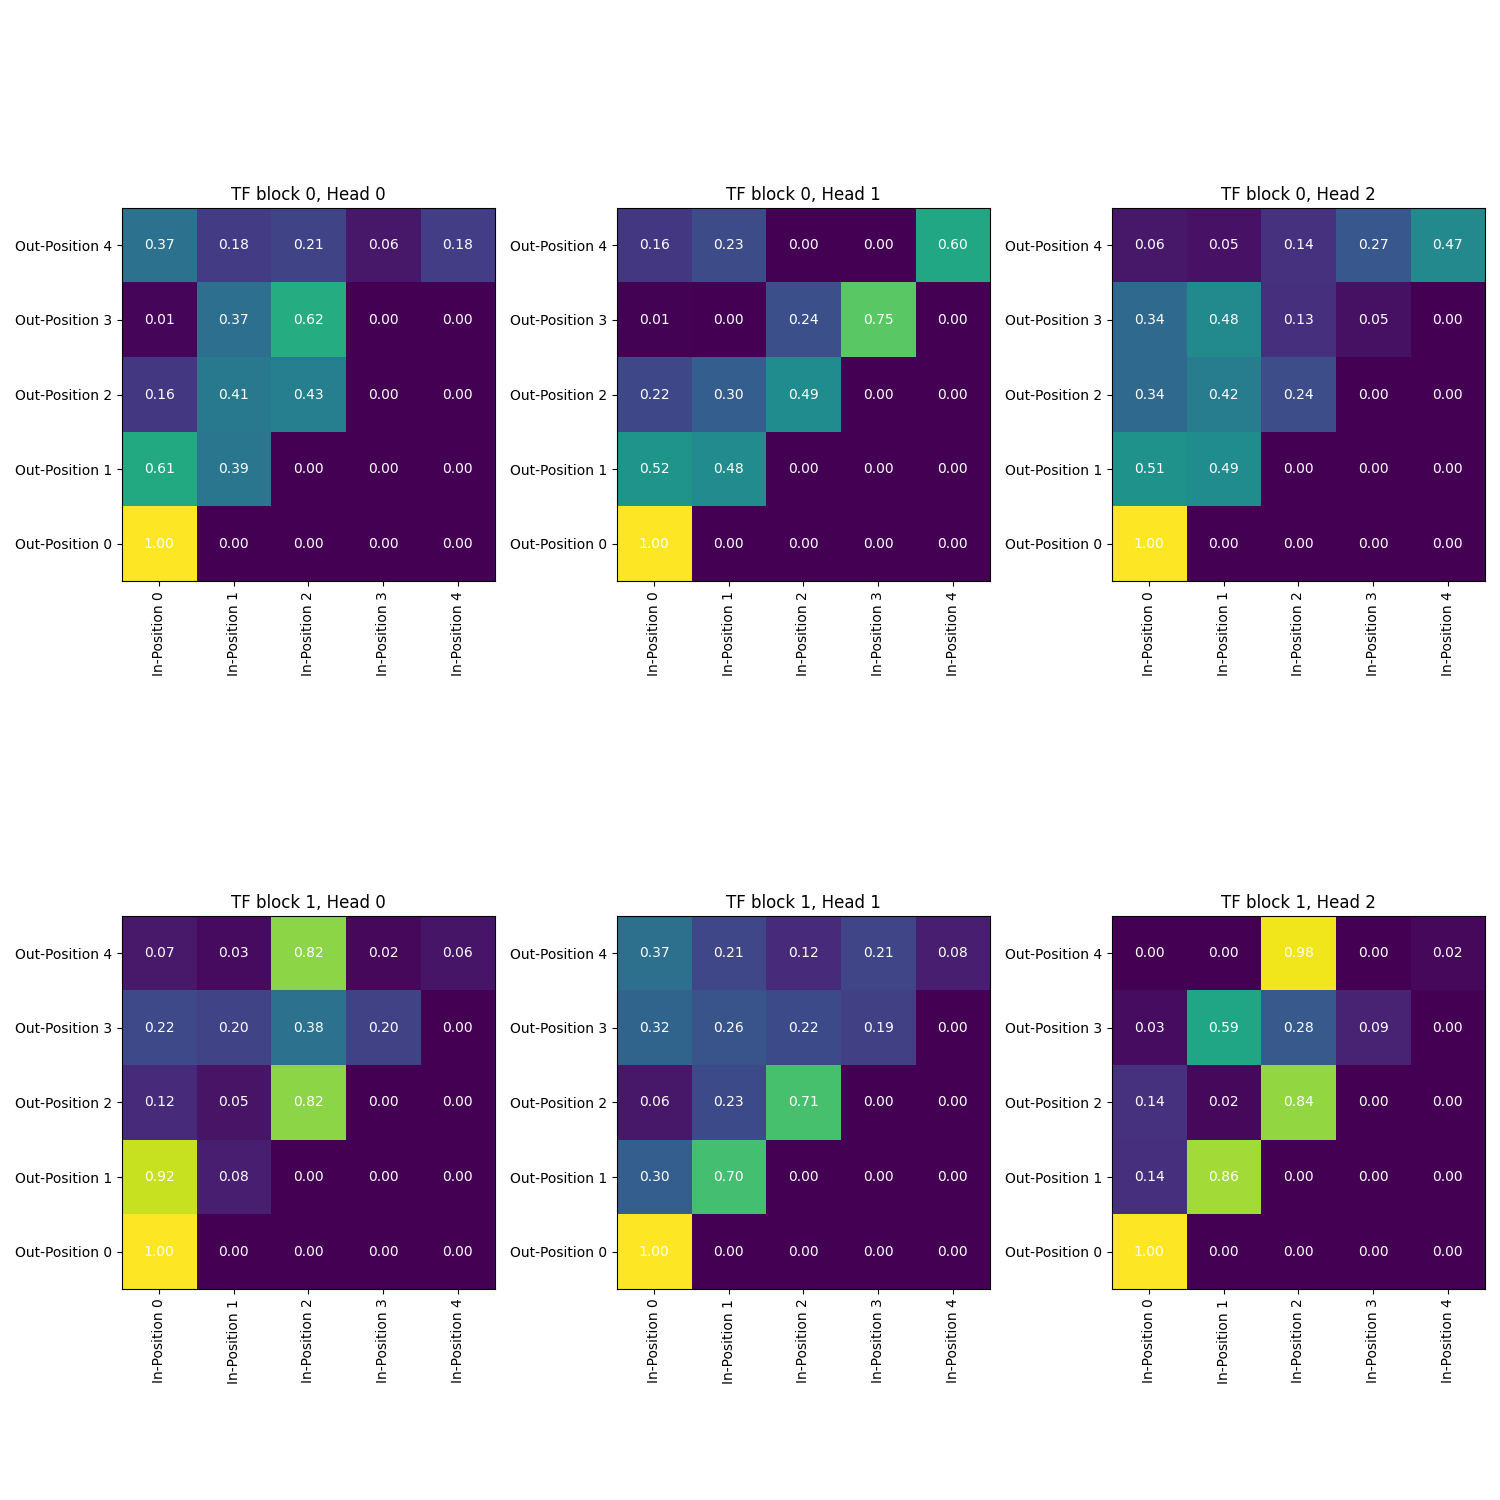 TF block 0, Head 0
Out-Position 4 0.37 0.18 0.21 0.06 0.18
Out-Position 3 0.01 0.37 0.62 0.00 0.00
Out-Position 2 0.16 0.41 0.43 0.00 0.00
Out-Position 1 0.61 0.39 0.00 0.00 0.00
Out-Position 0 1.00 0.00 0.00 0.00 0.00
In-Position 0
In-Position 1
In-Position 2
In-Position 3
In-Position 4
TF block 0, Head 1
Out-Position 4 0.16 0.23 0.00 0.00 0.60
Out-Position 3 0.01 0.00 0.24 0.75 0.00
Out-Position 2 0.22 0.30 0.49 0.00 0.00
Out-Position 1 0.52 0.48 0.00 0.00 0.00
Out-Position 0 1.00 0.00 0.00 0.00 0.00
In-Position 0
In-Position 1
In-Position 2
In-Position 3
In-Position 4
TF block 0, Head 2
Out-Position 4 0.06 0.05 0.14 0.27 0.47
Out-Position 3 0.34 0.48 0.13 0.05 0.00
Out-Position 2 0.34 0.42 0.24 0.00 0.00
Out-Position 1 0.51 0.49 0.00 0.00 0.00
Out-Position 0 1.00 0.00 0.00 0.00 0.00
In-Position 0
In-Position 1
In-Position 2
In-Position 3
In-Position 4
TF block 1, Head 0
Out-Position 4 0.07 0.03 0.82 0.02 0.06
Out-Position 3 0.22 0.20 0.38 0.20 0.00
Out-Position 2 0.12 0.05 0.82 0.00 0.00
Out-Position 1 0.92 0.08 0.00 0.00 0.00
Out-Position 0 1.00 0.00 0.00 0.00 0.00
In-Position 0
In-Position 1
In-Position 2
In-Position 3
In-Position 4
TF block 1, Head 1
Out-Position 4 0.37 0.21 0.12 0.21 0.08
Out-Position 3 0.32 0.26 0.22 0.19 0.00
Out-Position 2 0.06 0.23 0.71 0.00 0.00
Out-Position 1 0.30 0.70 0.00 0.00 0.00
Out-Position 0 1.00 0.00 0.00 0.00 0.00
In-Position 0
In-Position 1
In-Position 2
In-Position 3
In-Position 4
TF block 1, Head 2
Out-Position 4 0.00 0.00 0.98 0.00 0.02
Out-Position 3 0.03 0.59 0.28 0.09 0.00
Out-Position 2 0.14 0.02 0.84 0.00 0.00
Out-Position 1 0.14 0.86 0.00 0.00 0.00
Out-Position 0 1.00 0.00 0.00 0.00 0.00
In-Position 0
In-Position 1
In-Position 2
In-Position 3
In-Position 4